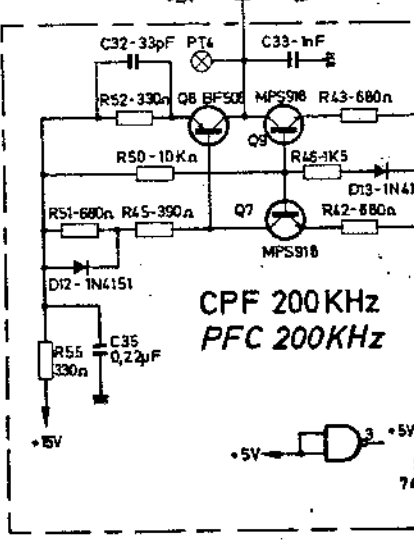 C32-33pF PT4 C33-1nF
R52-330Ω Q8 BF509 MPS918 R43-680Ω
Q9
R50-10KΩ R46-1K5
D13-1N41
R51-680Ω R45-390Ω Q7 R42-680Ω
MPS918
D12-1N4151
CPF 200KHz
PFC 200KHz
R55 330Ω
C35 0,22µF
+15V
+5V
3
+5V
74